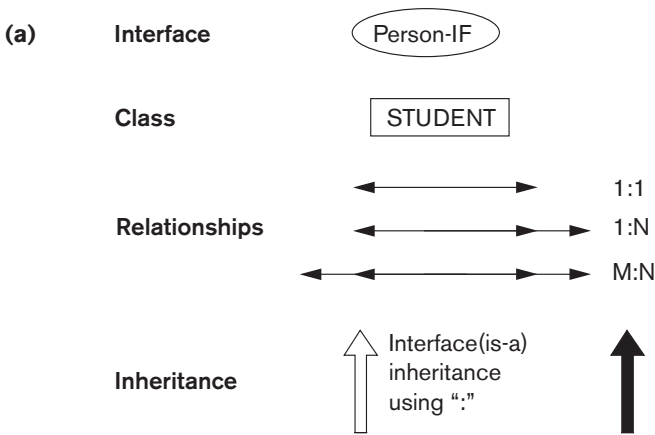 (a) Interface Person-IF
Class STUDENT
1:1
Relationships 1:N
M:N
Interface(is-a)
Inheritance inheritance
using “:”